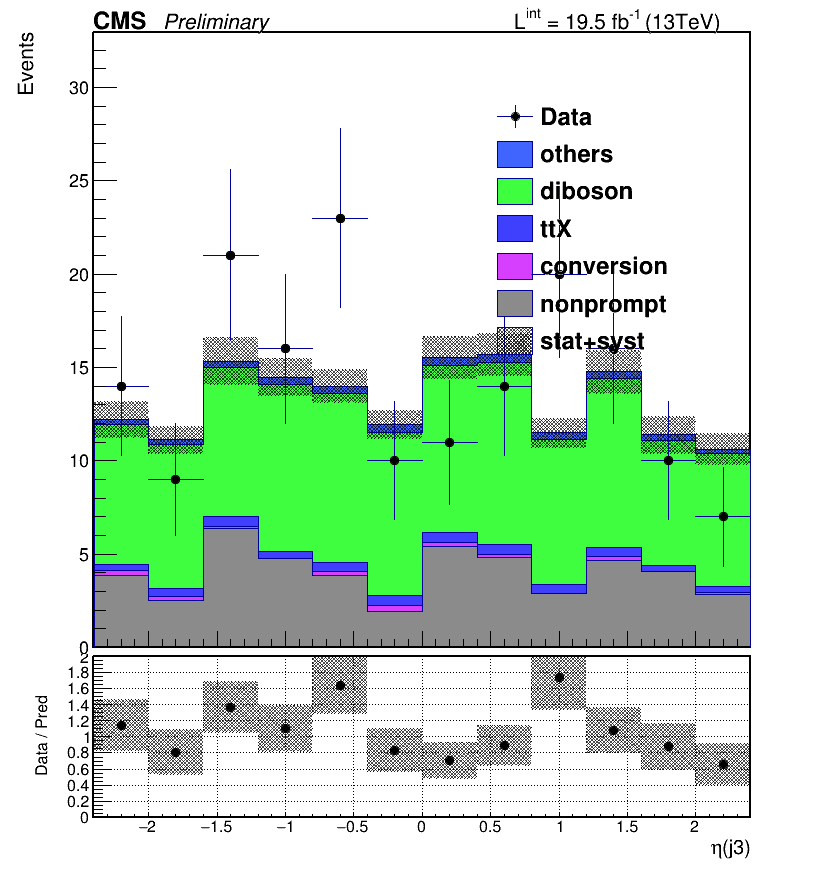 CMS Preliminary L^int = 19.5 fb^-1 (13TeV)
Events
30
25
20
15
10
5
0
Data
others
diboson
ttX
conversion
nonprompt
stat+syst
Data / Pred
2
1.8
1.6
1.4
1.2
1
0.8
0.6
0.4
0.2
0
−2 −1.5 −1 −0.5 0 0.5 1 1.5 2
η(j3)